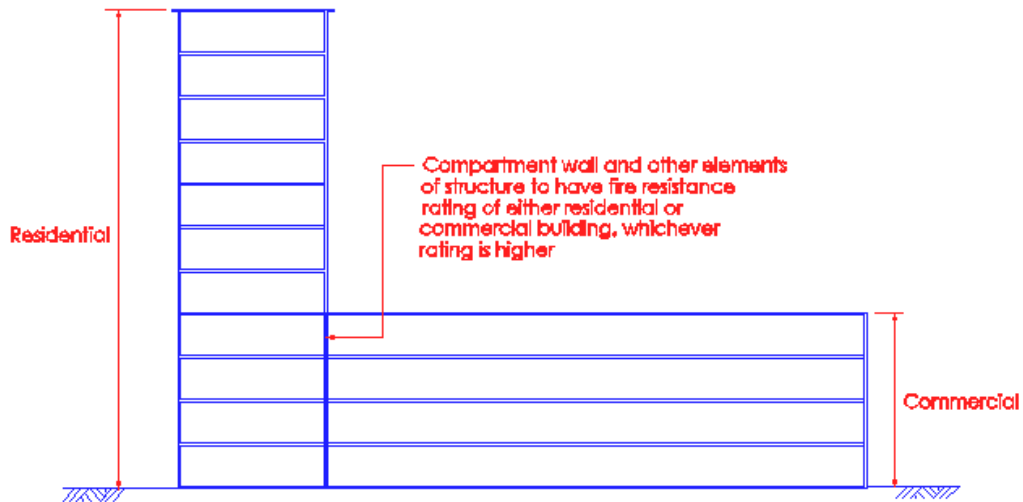 Compartment wall and other elements
of structure to have fire resistance
rating of either residential or
commercial building, whichever
rating is higher
Residential
Commercial